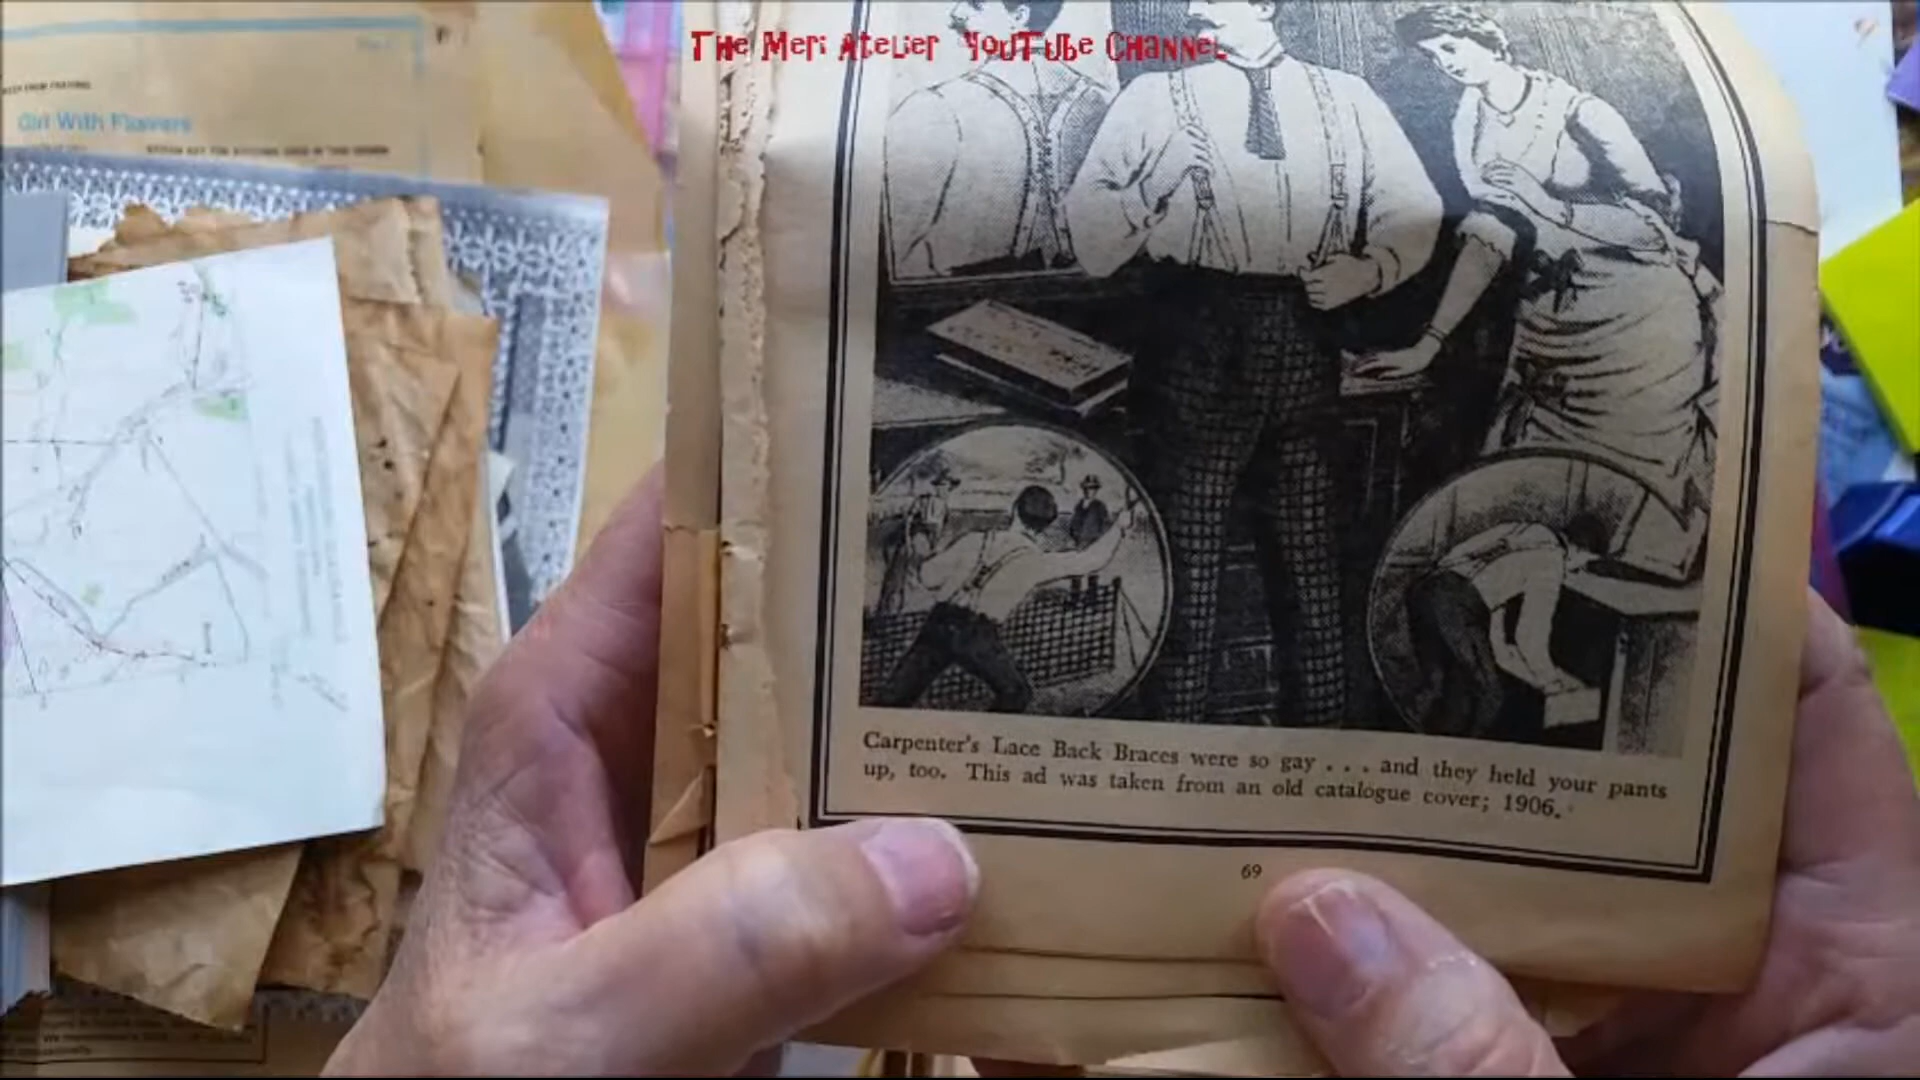 The Meri Atelier YouTube Channel
Girl With Flowers
Carpenter's Lace Back Braces were so gay . . . and they held your pants
up, too. This ad was taken from an old catalogue cover; 1906.
69